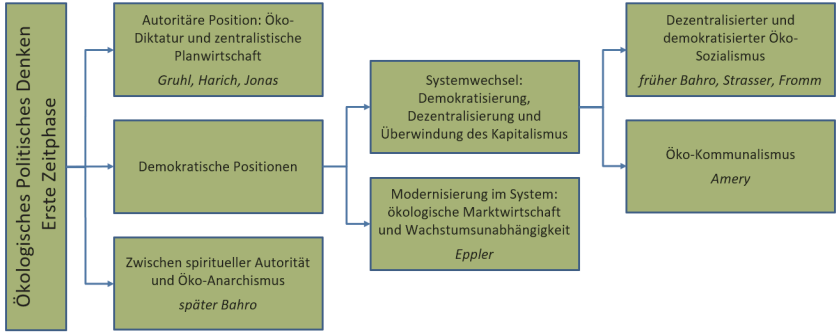 Ökologisches Politisches Denken
Erste Zeitphase
Autoritäre Position: Öko-
Diktatur und zentralistische
Planwirtschaft
Gruhl, Harich, Jonas
Demokratische Positionen
Zwischen spiritueller Autorität
und Öko-Anarchismus
später Bahro
Systemwechsel:
Demokratisierung,
Dezentralisierung und
Überwindung des Kapitalismus
Modernisierung im System:
ökologische Marktwirtschaft
und Wachstumsunabhängigkeit
Eppler
Dezentralisierter und
demokratisierter Öko-
Sozialismus
früher Bahro, Strasser, Fromm
Öko-Kommunalismus
Amery